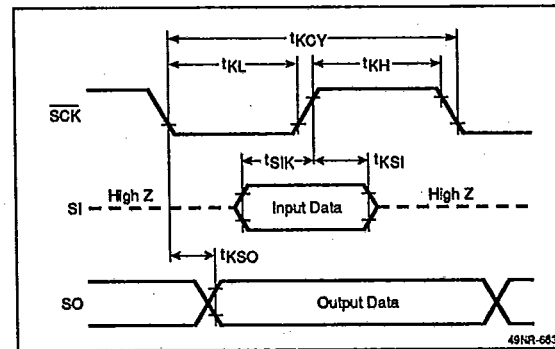 tKCY
tKL
tKH
SCK
tSIK
tKSI
High Z
High Z
SI
Input Data
tKSO
SO
Output Data